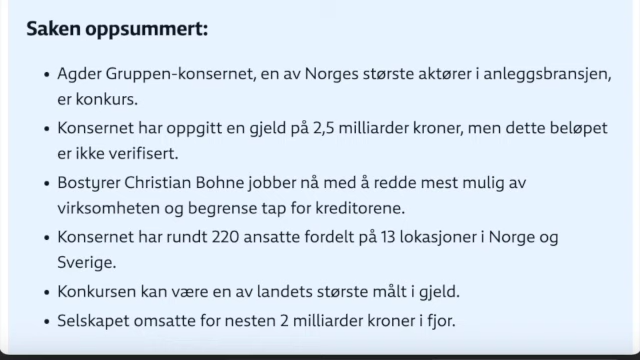 Saken oppsummert:
• Agder Gruppen-konsernet, en av Norges største aktører i anleggsbransjen,
er konkurs.
• Konsernet har oppgitt en gjeld på 2,5 milliarder kroner, men dette beløpet
er ikke verifisert.
• Bostyrer Christian Bohne jobber nå med å redde mest mulig av
virksomheten og begrense tap for kreditorene.
• Konsernet har rundt 220 ansatte fordelt på 13 lokasjoner i Norge og
Sverige.
• Konkursen kan være en av landets største målt i gjeld.
• Selskapet omsatte for nesten 2 milliarder kroner i fjor.